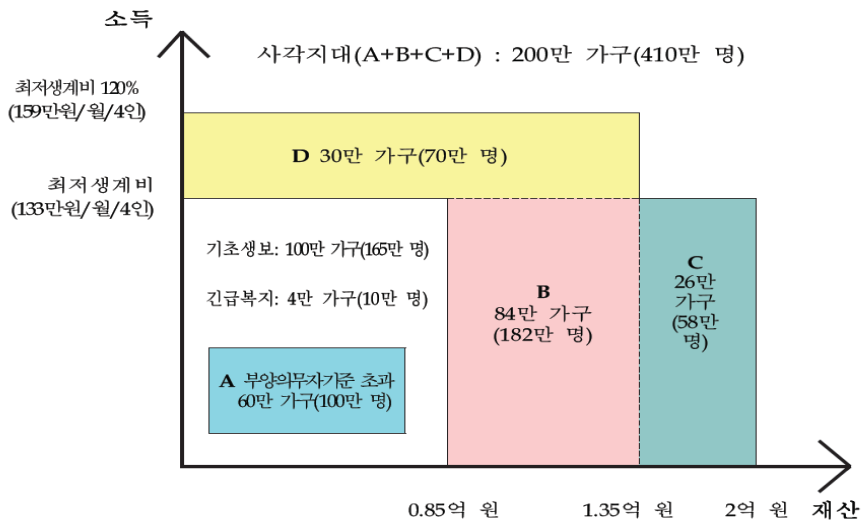 소득
사각지대(A+B+C+D) : 200만 가구(410만 명)
최저생계비 120%
(159만원/월/4인)
D 30만 가구(70만 명)
최저생계비
(133만원/월/4인)
기초생보: 100만 가구(165만 명)
긴급복지: 4만 가구(10만 명)
A 부양의무자기준 초과
60만 가구(100만 명)
B
84만 가구
(182만 명)
C
26만
가구
(58만
명)
0.85억 원
1.35억 원
2억 원
재산